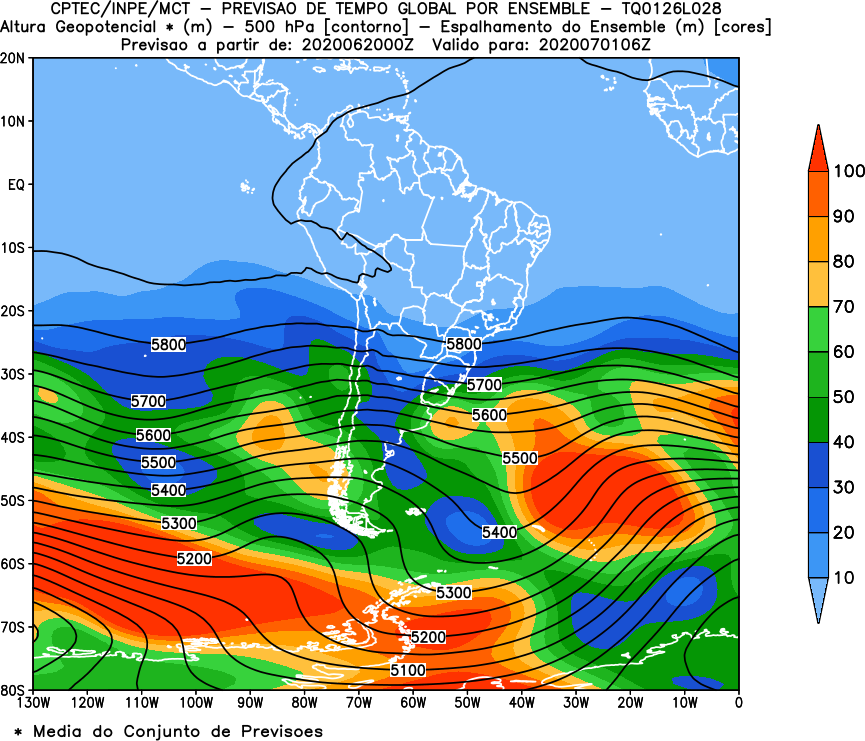 CPTEC/INPE/MCT − PREVISAO DE TEMPO GLOBAL POR ENSEMBLE − TQ0126L028
Altura Geopotencial * (m) − 500 hPa [contorno] − Espalhamento do Ensemble (m) [cores]
Previsao a partir de: 2020062000Z Valido para: 2020070106Z
20N
10N
EQ
10S
20S
30S
40S
50S
60S
70S
80S
5800
5800
5700
5700
5600
5600
5500
5500
5400
5400
5300
5300
5200
5200
5100
130W 120W 110W 100W 90W 80W 70W 60W 50W 40W 30W 20W 10W 0
100
90
80
70
60
50
40
30
20
10
* Media do Conjunto de Previsoes